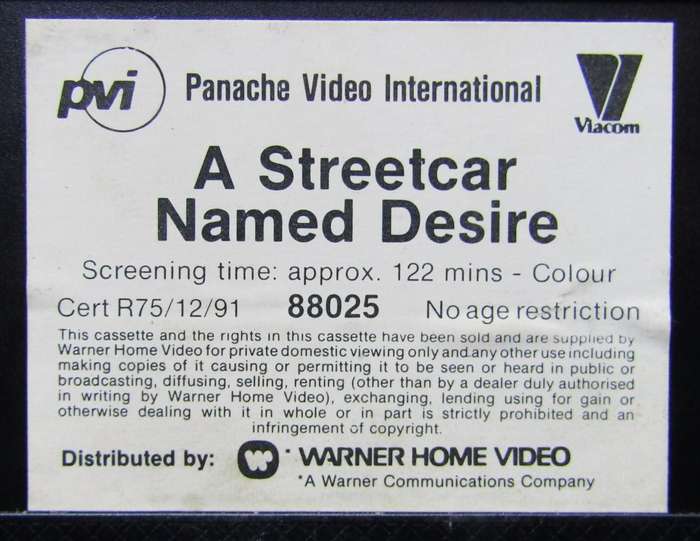 pvi Panache Video International Viacom
A Streetcar
Named Desire
Screening time: approx. 122 mins - Colour
Cert R75/12/91 88025 No age restriction
This cassette and the rights in this cassette have been sold and are supplied by
Warner Home Video for private domestic viewing only and any other use including
making copies of it causing or permitting it to be seen or heard in public or
broadcasting, diffusing, selling, renting (other than by a dealer duly authorised
in writing by Warner Home Video), exchanging, lending using for gain or
otherwise dealing with it in whole or in part is strictly prohibited and an
infringement of copyright.
Distributed by: W * WARNER HOME VIDEO
*A Warner Communications Company